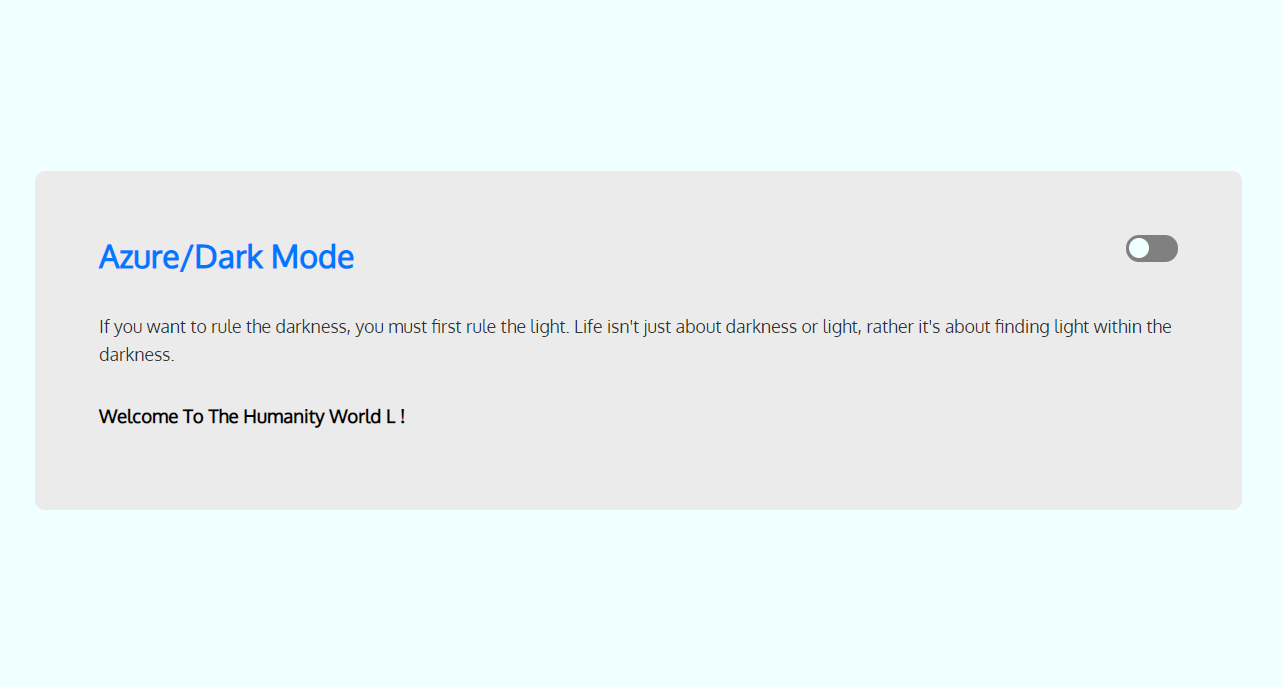 Azure/Dark Mode
If you want to rule the darkness, you must first rule the light. Life isn't just about darkness or light, rather it's about finding light within the
darkness.
Welcome To The Humanity World L !